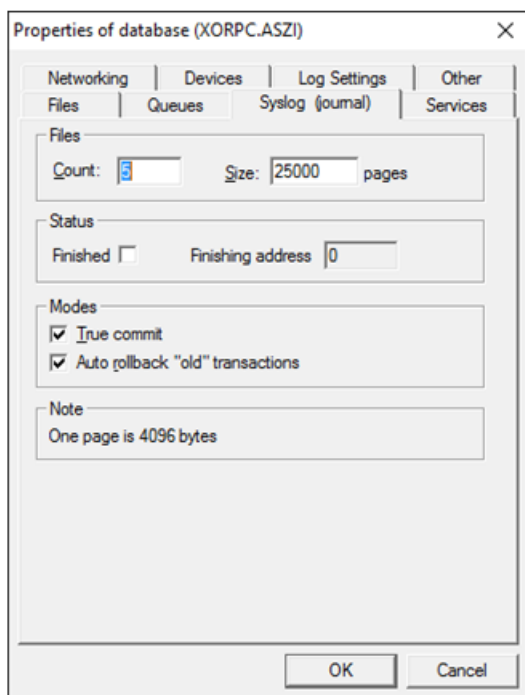 Properties of database (XORPC.ASZI)
Networking Devices Log Settings Other
Files Queues Syslog (journal) Services
Files
Count: 5 Size: 25000 pages
Status
Finished Finishing address 0
Modes
True commit
Auto rollback "old" transactions
Note
One page is 4096 bytes
OK Cancel